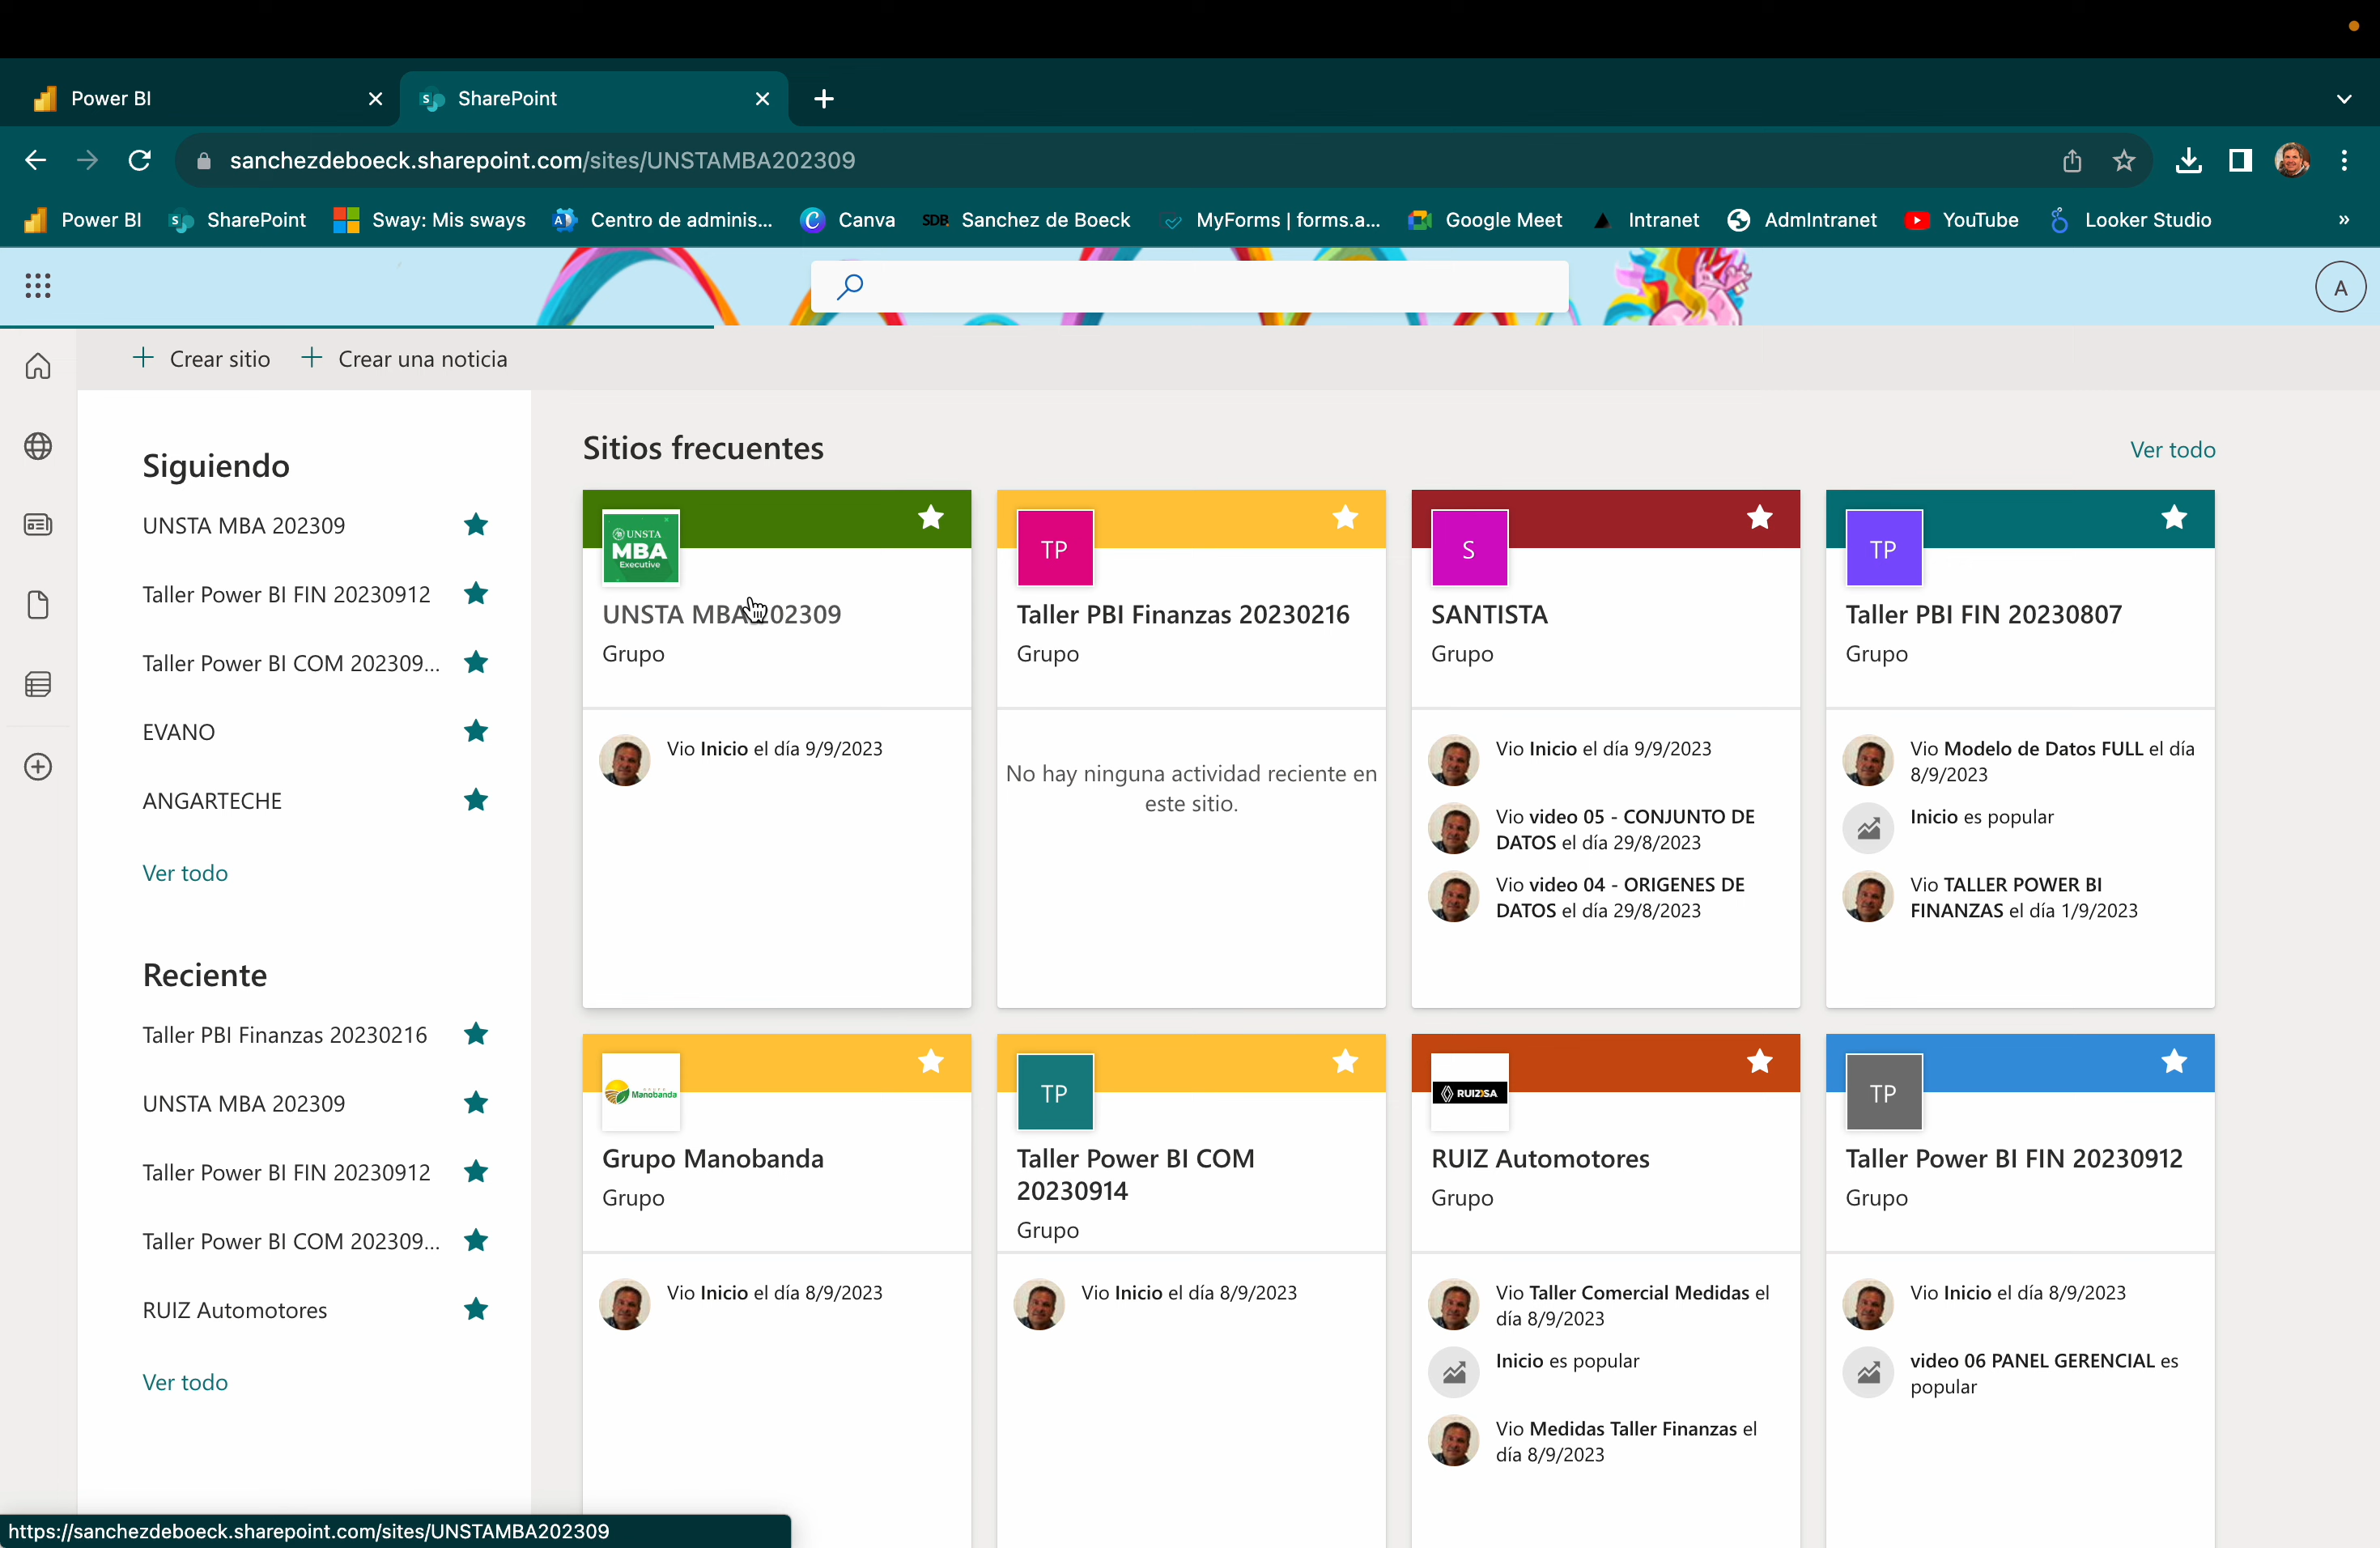 Power BI
SharePoint
sanchezdeboeck.sharepoint.com/sites/UNSTAMBA202309
Power BI
SharePoint
Sway: Mis sways
Centro de adminis...
Canva
SDB
Sanchez de Boeck
MyForms | forms.a...
Google Meet
Intranet
AdmIntranet
YouTube
Looker Studio
»
A
Crear sitio
Crear una noticia
Siguiendo
UNSTA MBA 202309
Taller Power BI FIN 20230912
Taller Power BI COM 202309...
EVANO
ANGARTECHE
Ver todo
Reciente
Taller PBI Finanzas 20230216
UNSTA MBA 202309
Taller Power BI FIN 20230912
Taller Power BI COM 202309...
RUIZ Automotores
Ver todo
Sitios frecuentes
Ver todo
UNSTA
MBA
Executive
UNSTA MBA 202309
Grupo
Vio Inicio el día 9/9/2023
TP
Taller PBI Finanzas 20230216
Grupo
No hay ninguna actividad reciente en
este sitio.
S
SANTISTA
Grupo
Vio Inicio el día 9/9/2023
Vio video 05 - CONJUNTO DE
DATOS el día 29/8/2023
Vio video 04 - ORIGENES DE
DATOS el día 29/8/2023
TP
Taller PBI FIN 20230807
Grupo
Vio Modelo de Datos FULL el día
8/9/2023
Inicio es popular
Vio TALLER POWER BI
FINANZAS el día 1/9/2023
GRUPO
Manobanda
Grupo Manobanda
Grupo
Vio Inicio el día 8/9/2023
TP
Taller Power BI COM
20230914
Grupo
Vio Inicio el día 8/9/2023
RUIZ SA
RUIZ Automotores
Grupo
Vio Taller Comercial Medidas el
día 8/9/2023
Inicio es popular
Vio Medidas Taller Finanzas el
día 8/9/2023
TP
Taller Power BI FIN 20230912
Grupo
Vio Inicio el día 8/9/2023
video 06 PANEL GERENCIAL es
popular
https://sanchezdeboeck.sharepoint.com/sites/UNSTAMBA202309